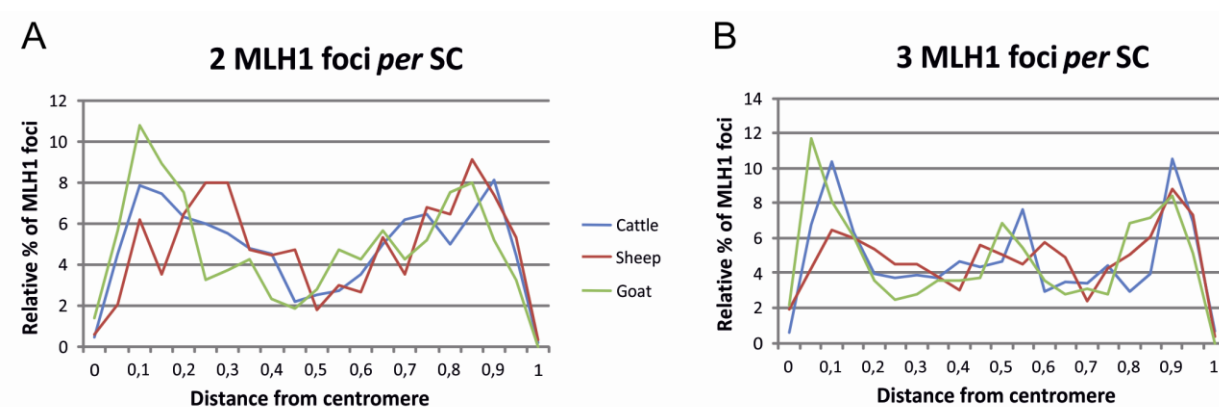 A
2 MLH1 foci per SC
Relative % of MLH1 foci
12
10
8
6
4
2
0
0 0,1 0,2 0,3 0,4 0,5 0,6 0,7 0,8 0,9 1
Distance from centromere
Cattle
Sheep
Goat
B
3 MLH1 foci per SC
Relative % of MLH1 foci
14
12
10
8
6
4
2
0
0 0,1 0,2 0,3 0,4 0,5 0,6 0,7 0,8 0,9 1
Distance from centromere